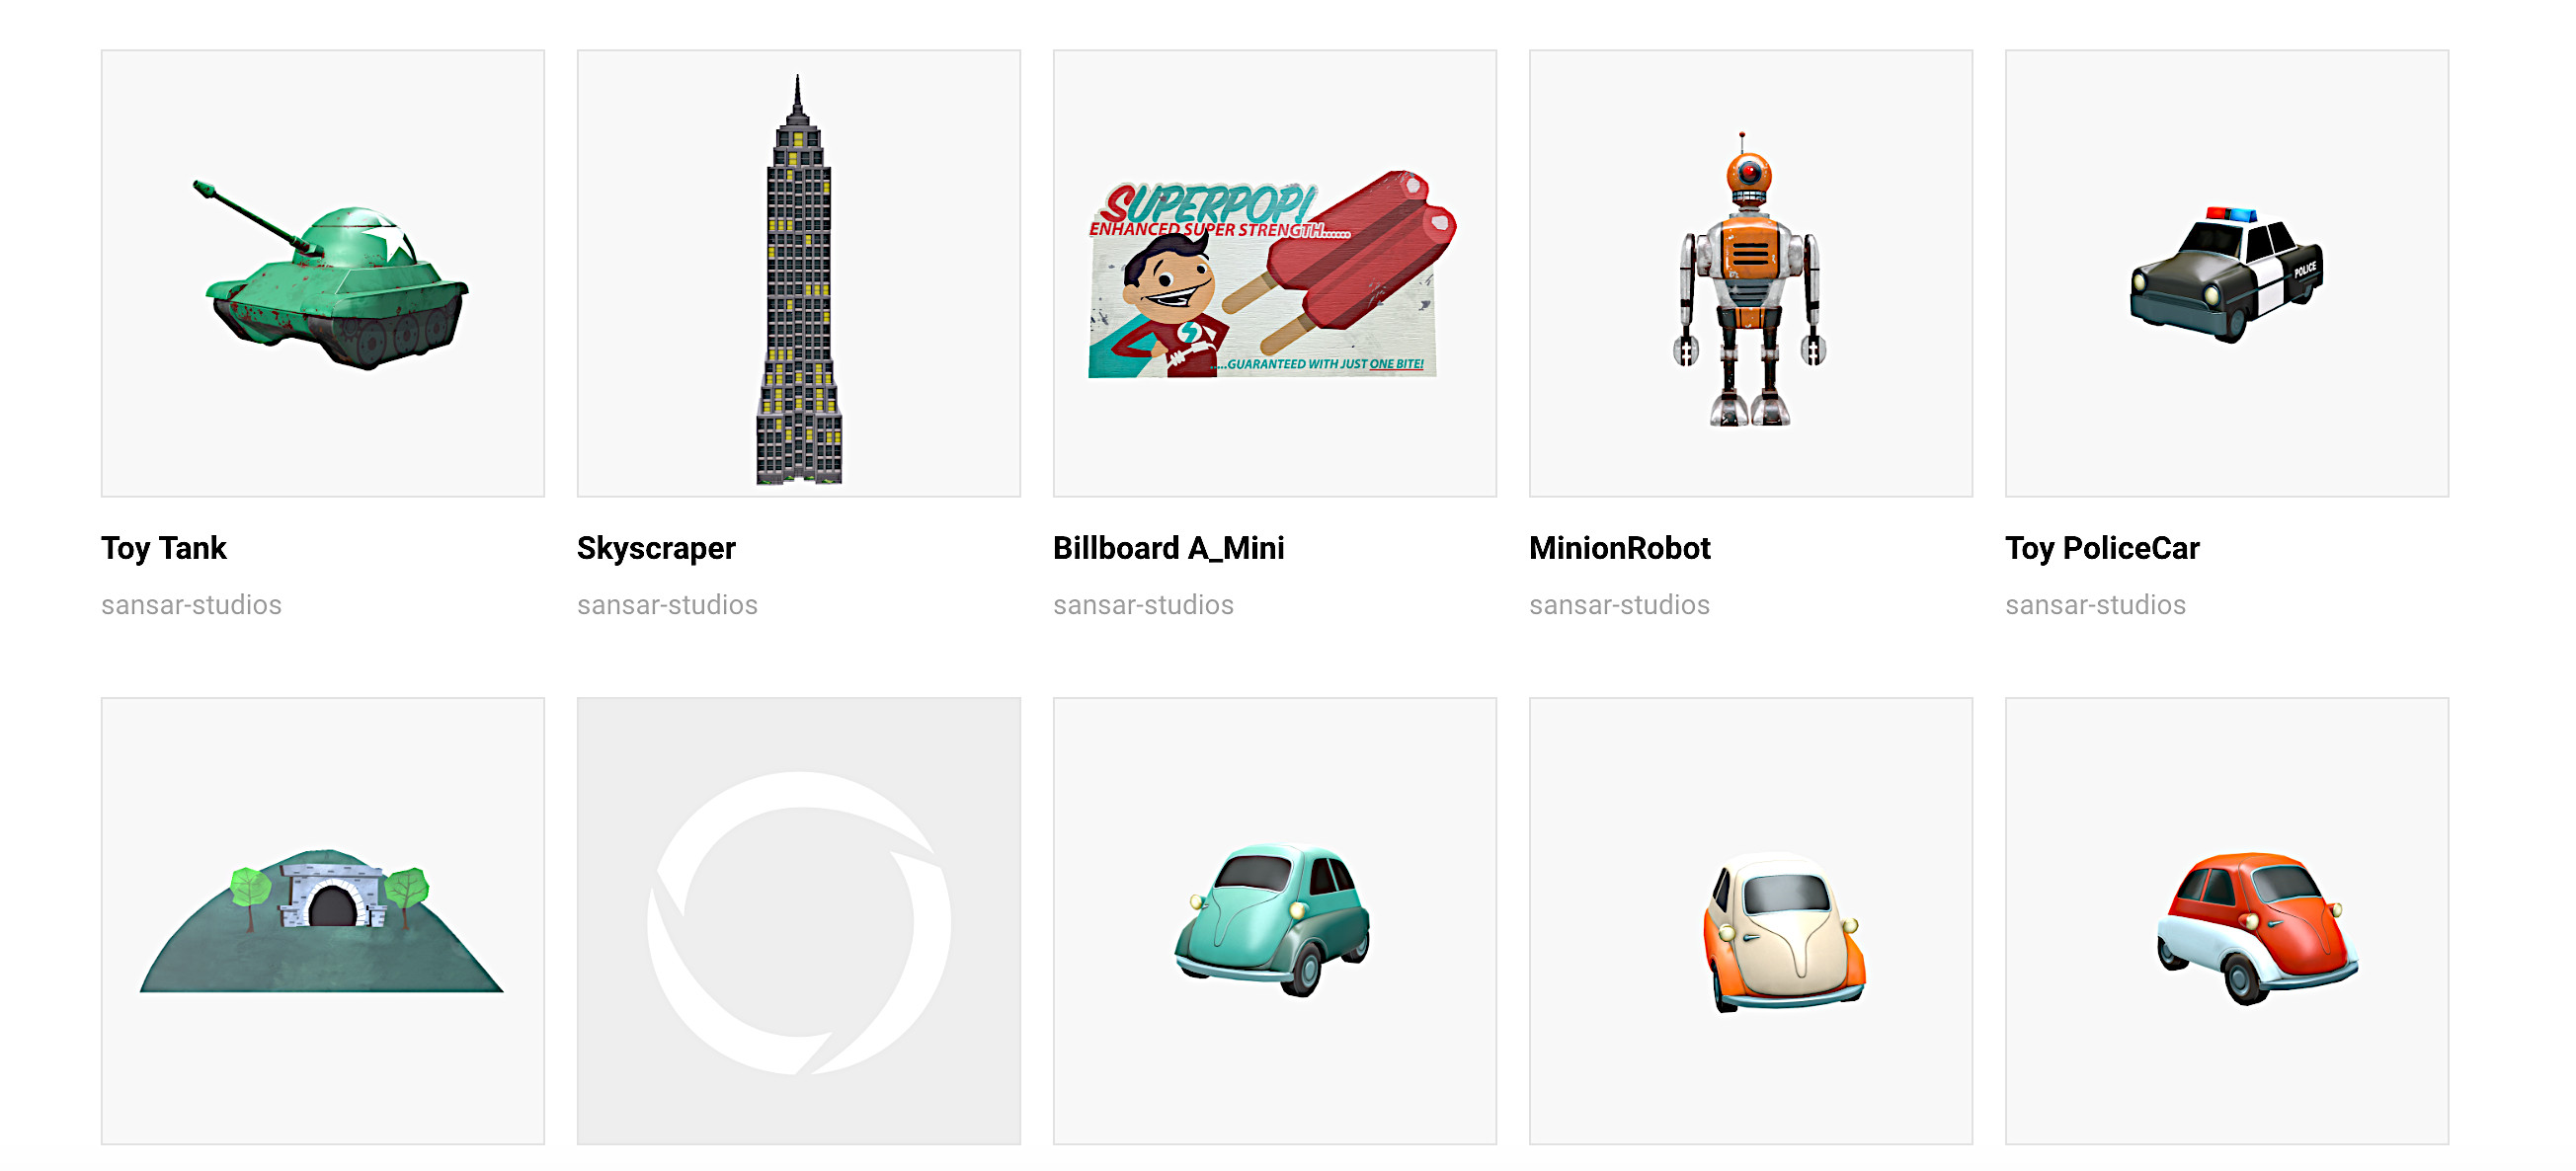 SUPERPOP!
ENHANCED SUPER STRENGTH......
S
....GUARANTEED WITH JUST ONE BITE!
POLICE
Toy Tank
Skyscraper
Billboard A_Mini
MinionRobot
Toy PoliceCar
sansar-studios
sansar-studios
sansar-studios
sansar-studios
sansar-studios